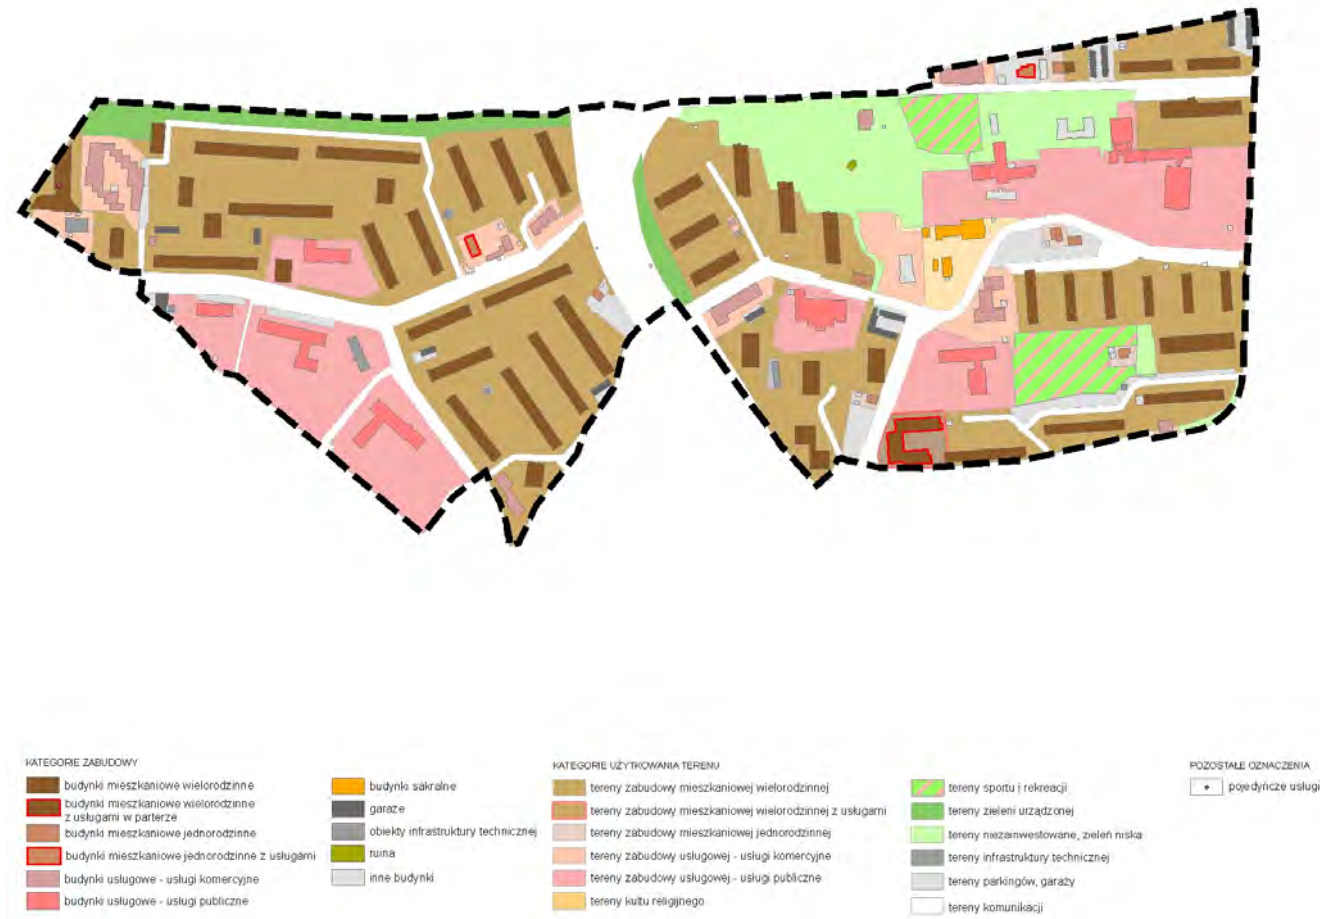 KATEGORIE ZABUDOWY
budynki mieszkaniowe wielorodzinne
budynki mieszkaniowe wielorodzinne
z usługami w parterze
budynki mieszkaniowe jednorodzinne
budynki mieszkaniowe jednorodzinne z usługami
budynki usługowe - usługi komercyjne
budynki usługowe - usługi publiczne
budynki sakralne
garaże
obiekty infrastruktury technicznej
ruina
inne budynki
KATEGORIE UŻYTKOWANIA TERENU
tereny zabudowy mieszkaniowej wielorodzinnej
tereny zabudowy mieszkaniowej wielorodzinnej z usługami
tereny zabudowy mieszkaniowej jednorodzinnej
tereny zabudowy usługowej - usługi komercyjne
tereny zabudowy usługowej - usługi publiczne
tereny kultu religijnego
tereny sportu i rekreacji
tereny zieleni urządzonej
tereny niezainwestowane, zieleń niska
tereny infrastruktury technicznej
tereny parkingów, garaży
tereny komunikacji
POZOSTAŁE OZNACZENIA
pojedyncze usługi